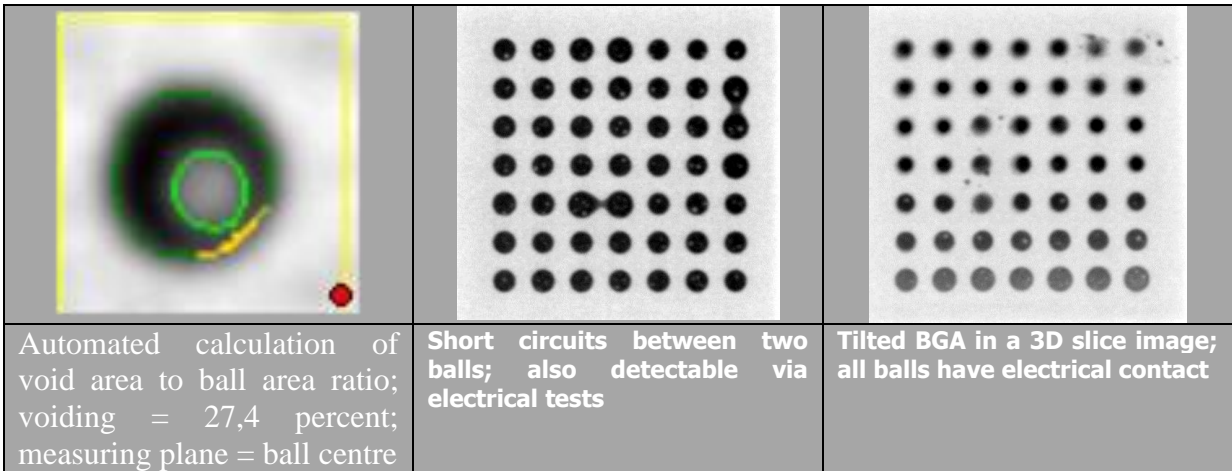 Automated calculation of
void area to ball area ratio;
voiding = 27,4 percent;
measuring plane = ball centre
Short circuits between two
balls; also detectable via
electrical tests
Tilted BGA in a 3D slice image;
all balls have electrical contact